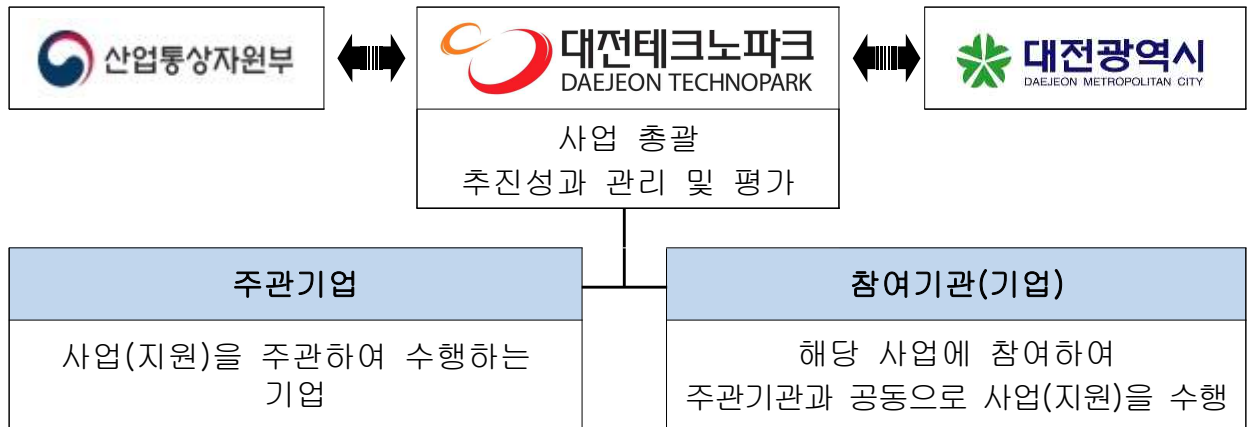 산업통상자원부
대전테크노파크
DAEJEON TECHNOPARK
대전광역시
DAEJEON METROPOLITAN CITY
사업 총괄
추진성과 관리 및 평가
주관기업
사업(지원)을 주관하여 수행하는
기업
참여기관(기업)
해당 사업에 참여하여
주관기관과 공동으로 사업(지원)을 수행